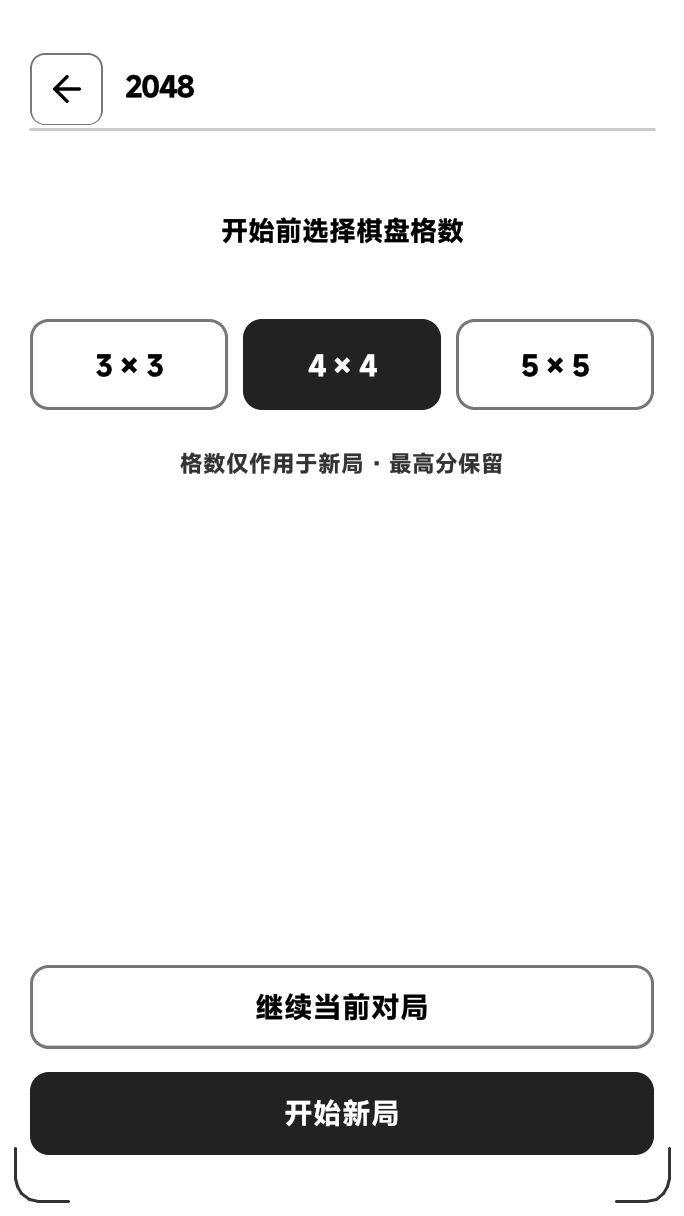 2048
开始前选择棋盘格数
3 × 3
4 × 4
5 × 5
格数仅作用于新局 · 最高分保留
继续当前对局
开始新局